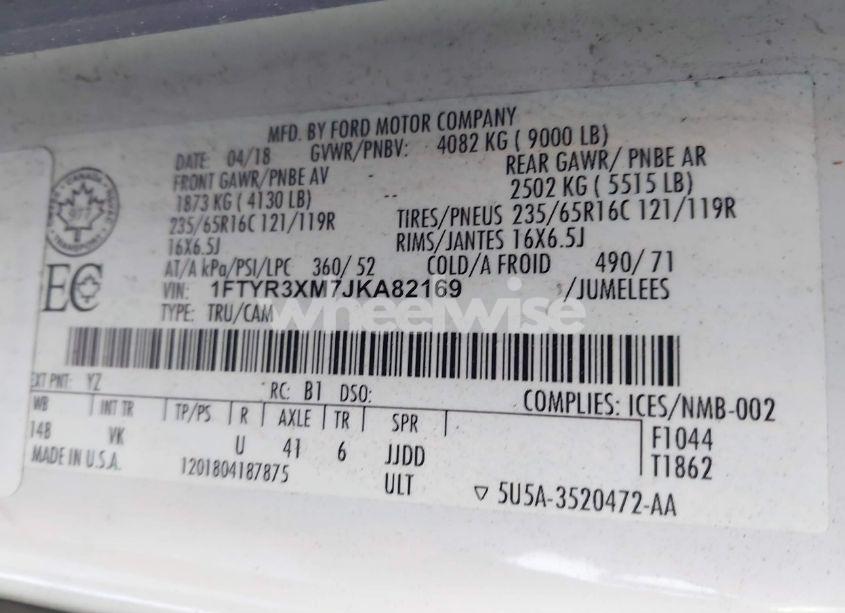 MFD. BY FORD MOTOR COMPANY
DATE: 04/18 GVWR/PNBV: 4082 KG ( 9000 LB)
FRONT GAWR/PNBE AV REAR GAWR/ PNBE AR
1873 KG ( 4130 LB) 2502 KG ( 5515 LB)
235/65R16C 121/119R TIRES/PNEUS 235/65R16C 121/119R
16X6.5J RIMS/JANTES 16X6.5J
AT/A kPa/PSI/LPC 360/ 52 COLD/A FROID 490/ 71
VIN: 1FTYR3XM7JKA82169 /JUMELEES
TYPE: TRU/CAM
wheelwise
EXT PNT: YZ RC: B1 DSO:
COMPLIES: ICES/NMB-002
WB INT TR TP/PS R AXLE TR SPR
148 VK U 41 6 JJDD
F1044
T1862
MADE IN U.S.A. 1201804187875 ULT
5U5A-3520472-AA
CANADA
TRANSPORT
EC